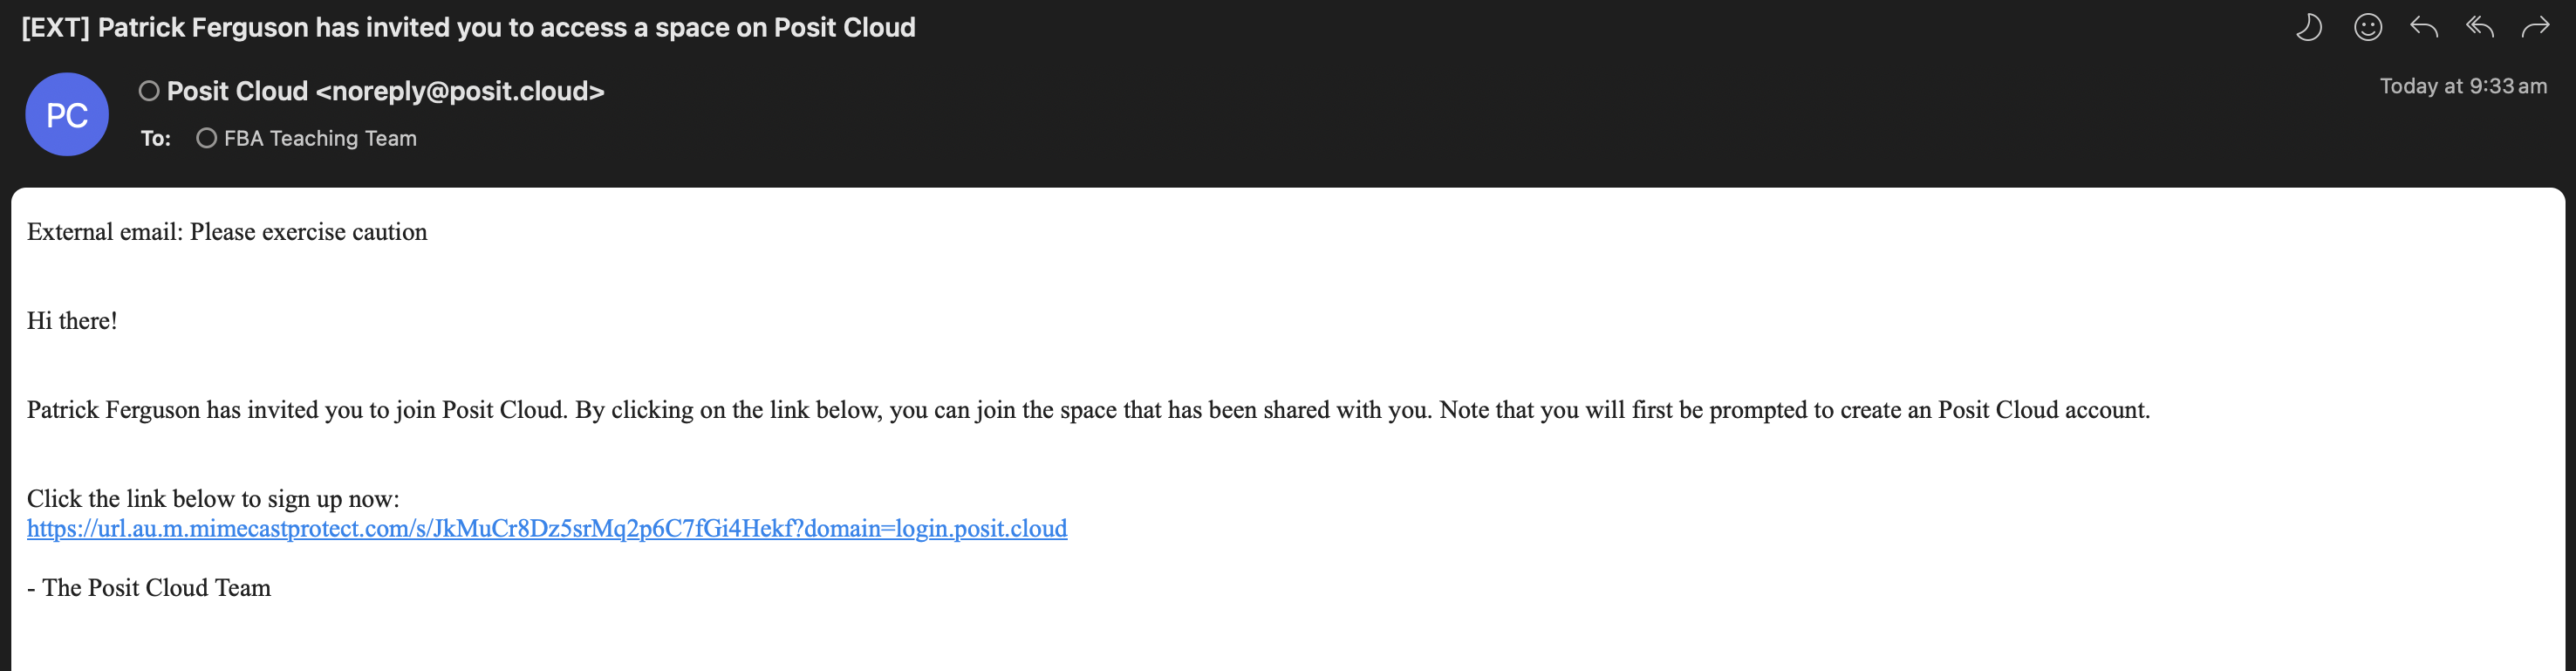 [EXT] Patrick Ferguson has invited you to access a space on Posit Cloud
PC
Posit Cloud <noreply@posit.cloud>
Today at 9:33 am
To: FBA Teaching Team
External email: Please exercise caution
Hi there!
Patrick Ferguson has invited you to join Posit Cloud. By clicking on the link below, you can join the space that has been shared with you. Note that you will first be prompted to create an Posit Cloud account.
Click the link below to sign up now:
https://url.au.m.mimecastprotect.com/s/JkMuCr8Dz5srMq2p6C7fGi4Hekf?domain=login.posit.cloud
- The Posit Cloud Team